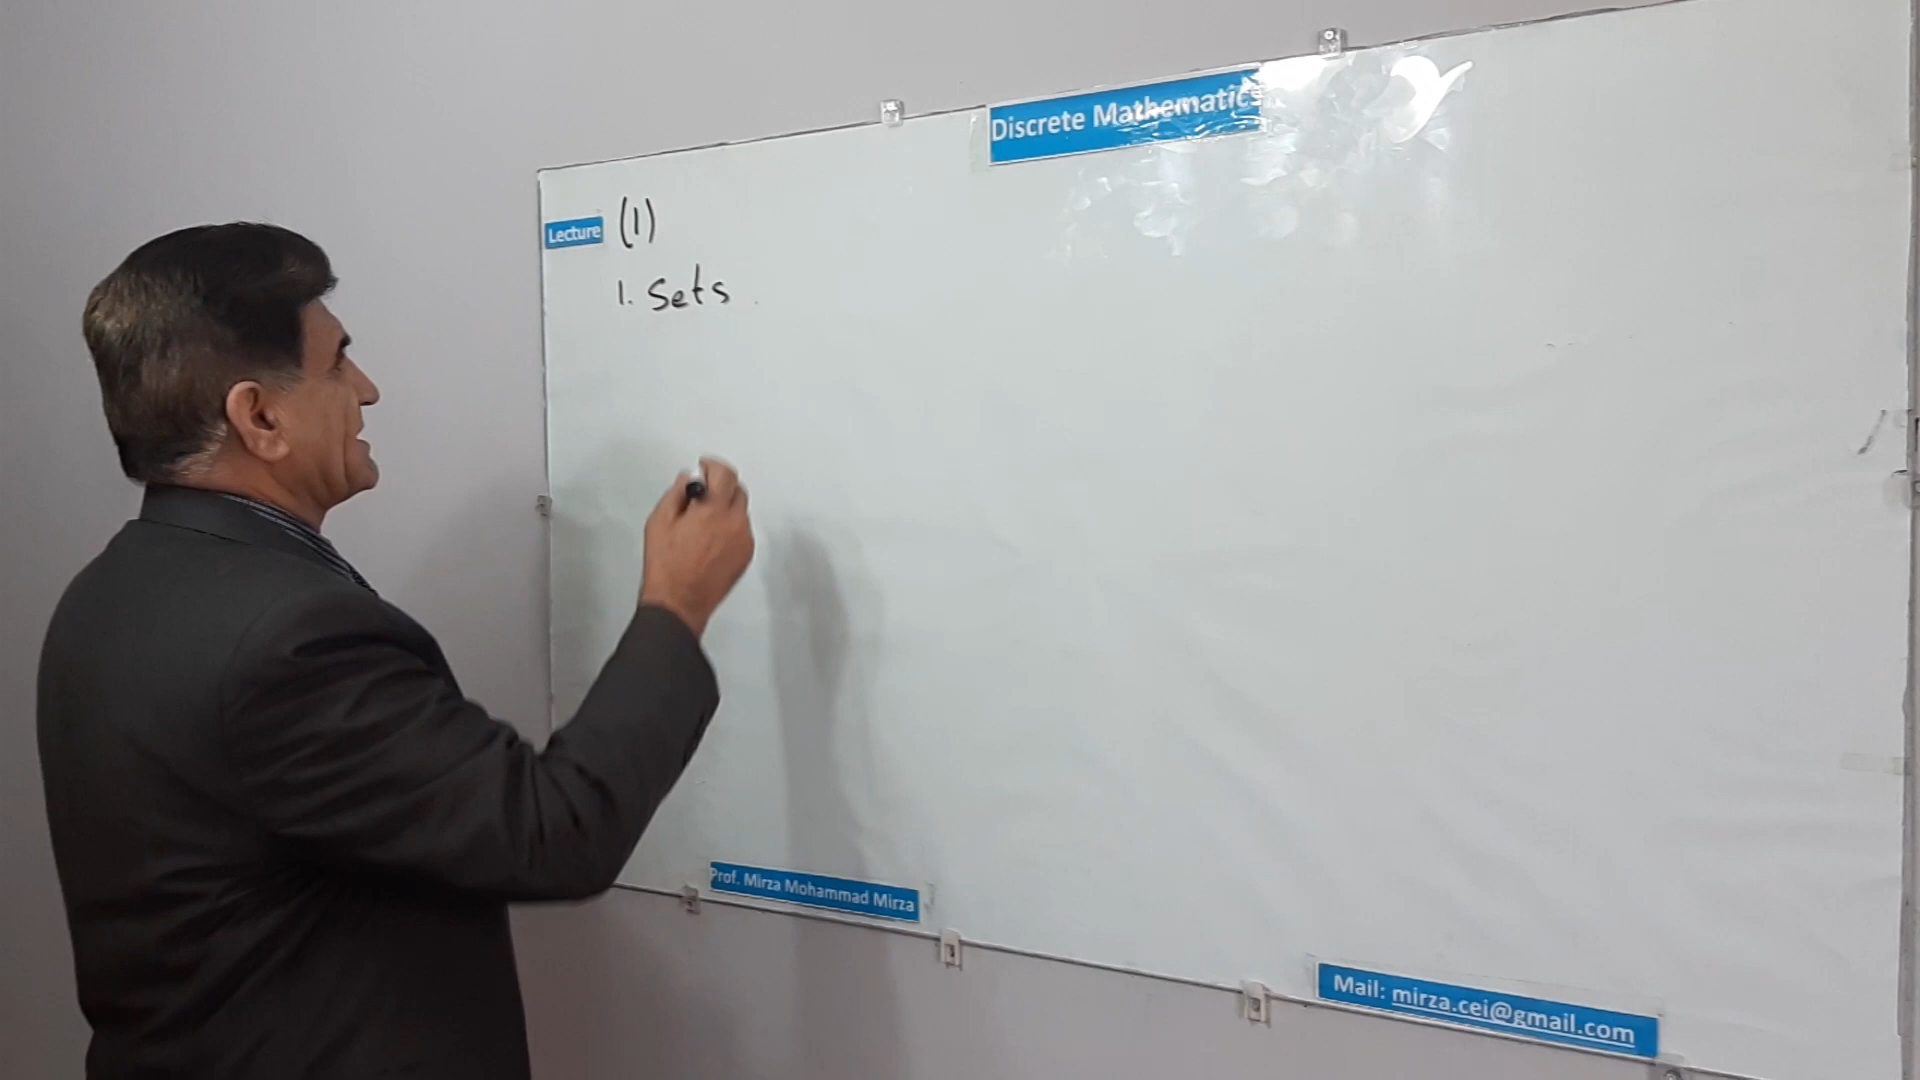 Discrete Mathematics
Lecture (1)
1. Sets
Prof. Mirza Mohammad Mirza
Mail: mirza.cei@gmail.com